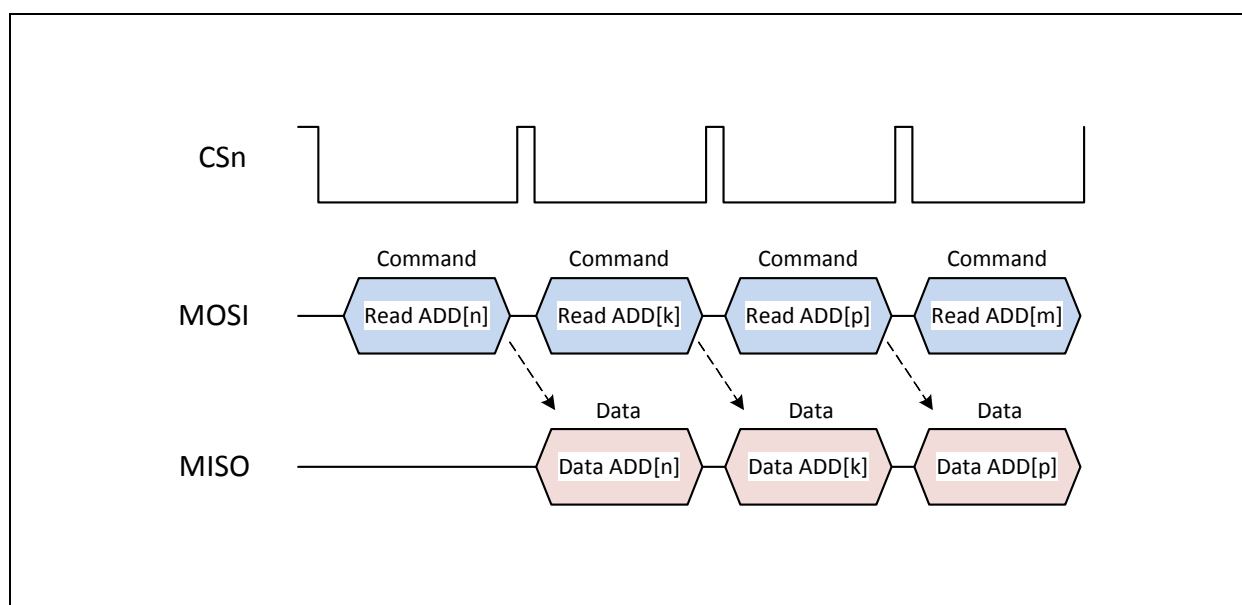 CSn
Command Command Command Command
MOSI Read ADD[n] Read ADD[k] Read ADD[p] Read ADD[m]
Data Data Data
MISO Data ADD[n] Data ADD[k] Data ADD[p]